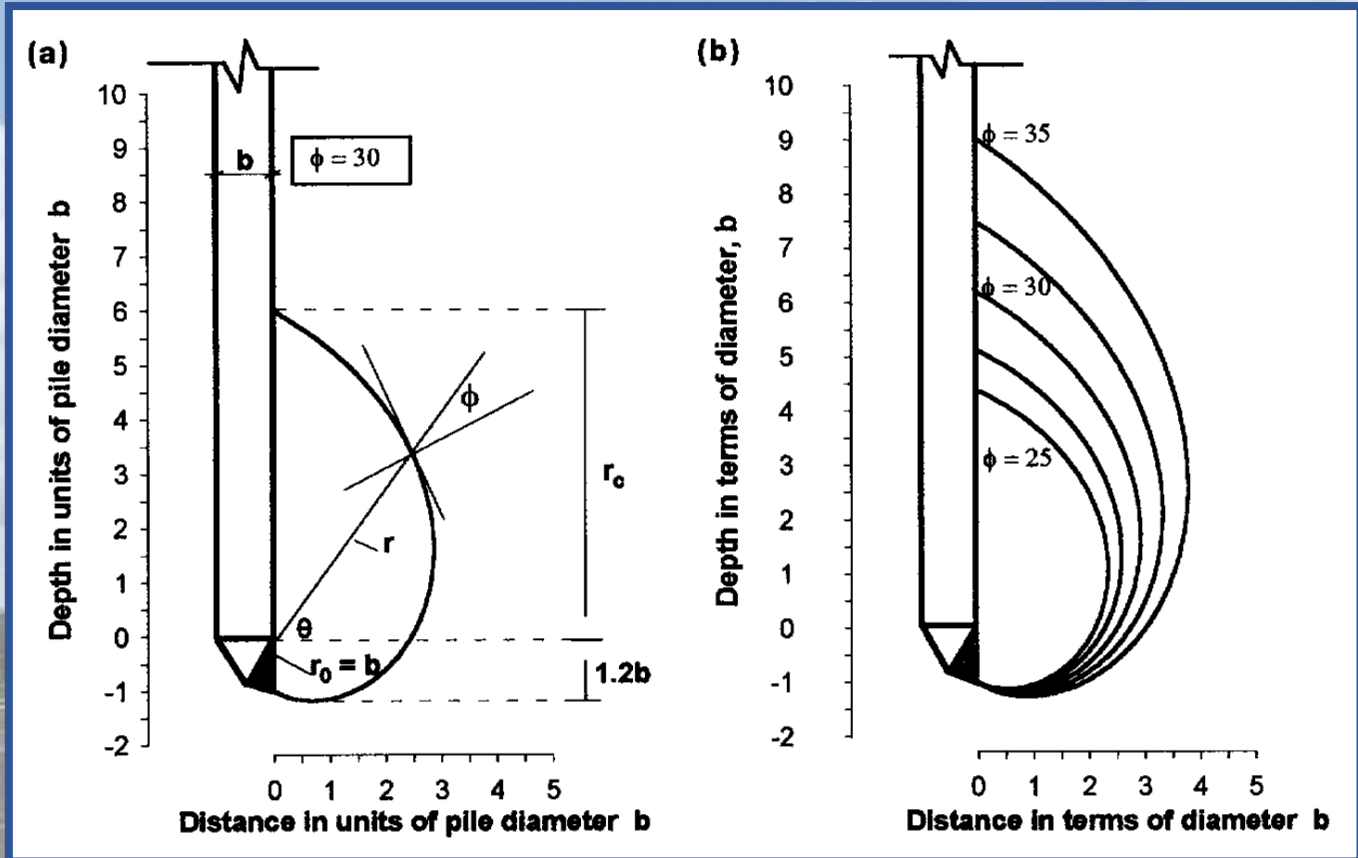 (a)
10
9
8
7
6
5
4
3
2
1
0
-1
-2
Depth in units of pile diameter b
b
ϕ = 30
ϕ
r
θ
r₀ = b
r_c
1.2b
0 1 2 3 4 5
Distance in units of pile diameter b
(b)
10
9
8
7
6
5
4
3
2
1
0
-1
-2
Depth in terms of diameter, b
ϕ = 35
ϕ = 30
ϕ = 25
0 1 2 3 4 5
Distance in terms of diameter b